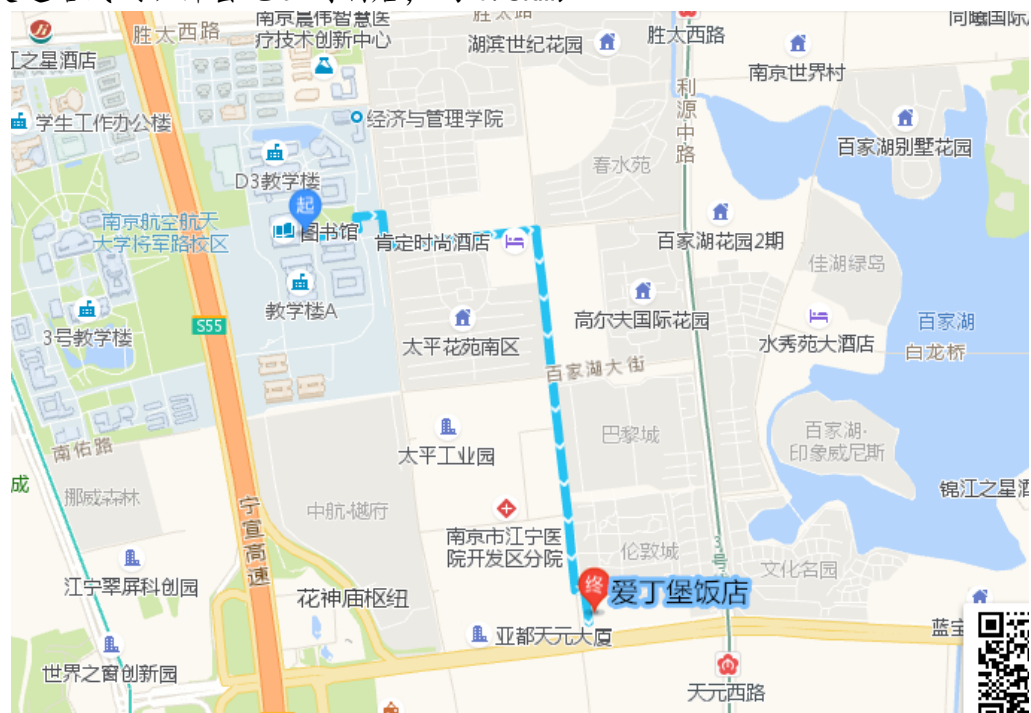 胜太西路
南京晨伟智慧医
疗技术创新中心
湖滨世纪花园
胜太西路
同曦国际
江之星酒店
南京世界村
利源中路
学生工作办公楼
经济与管理学院
百家湖别墅花园
春水苑
D3教学楼
起
南京航空航天
大学将军路校区
图书馆
肯定时尚酒店
百家湖花园2期
佳湖绿岛
教学楼A
3号教学楼
S55
太平花苑南区
高尔夫国际花园
水秀苑大酒店
百家湖
白龙桥
百家湖大街
南佑路
太平工业园
巴黎城
百家湖·
印象威尼斯
成
那威森林
中航·樾府
宁宣高速
锦江之星酒
南京市江宁医
院开发区分院
伦敦城
3号
文化名园
江宁翠屏科创园
花神庙枢纽
终
爱丁堡饭店
亚都天元大厦
蓝宝
世界之窗创新园
天元西路